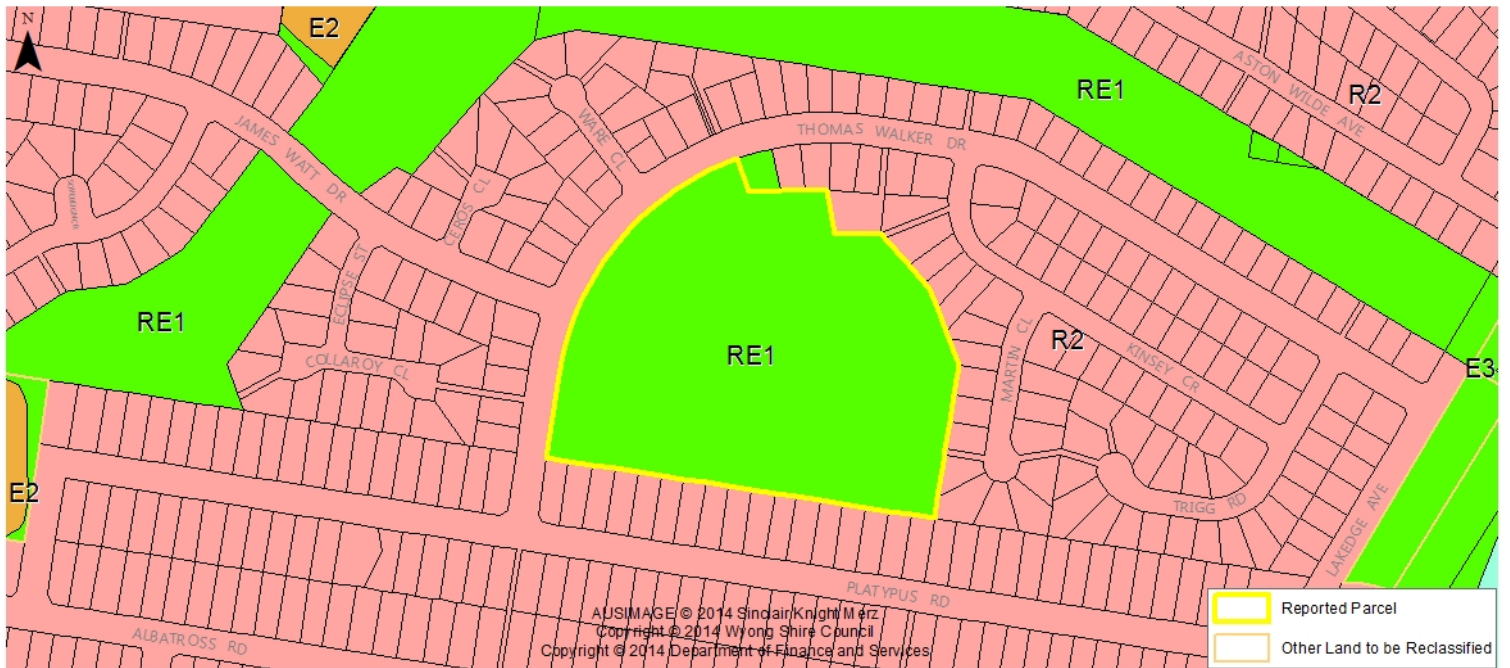 N
E2
RE1
R2
ASTON WILDE AVE
JAMES WATT DR
WARE CL
THOMAS WALKER DR
CEROS CL
ECLIPSE ST
RE1
COLLAROY CL
RE1
R2
MARTIN CL
KINSEY CR
E3
E2
TRIGG RD
LAKEDGE AVE
PLATYPUS RD
ALBATROSS RD
AUSIMAGE © 2014 Sinclair Knight Merz
Copyright © 2014 Wyong Shire Council
Copyright © 2014 Department of Finance and Services
Reported Parcel
Other Land to be Reclassified